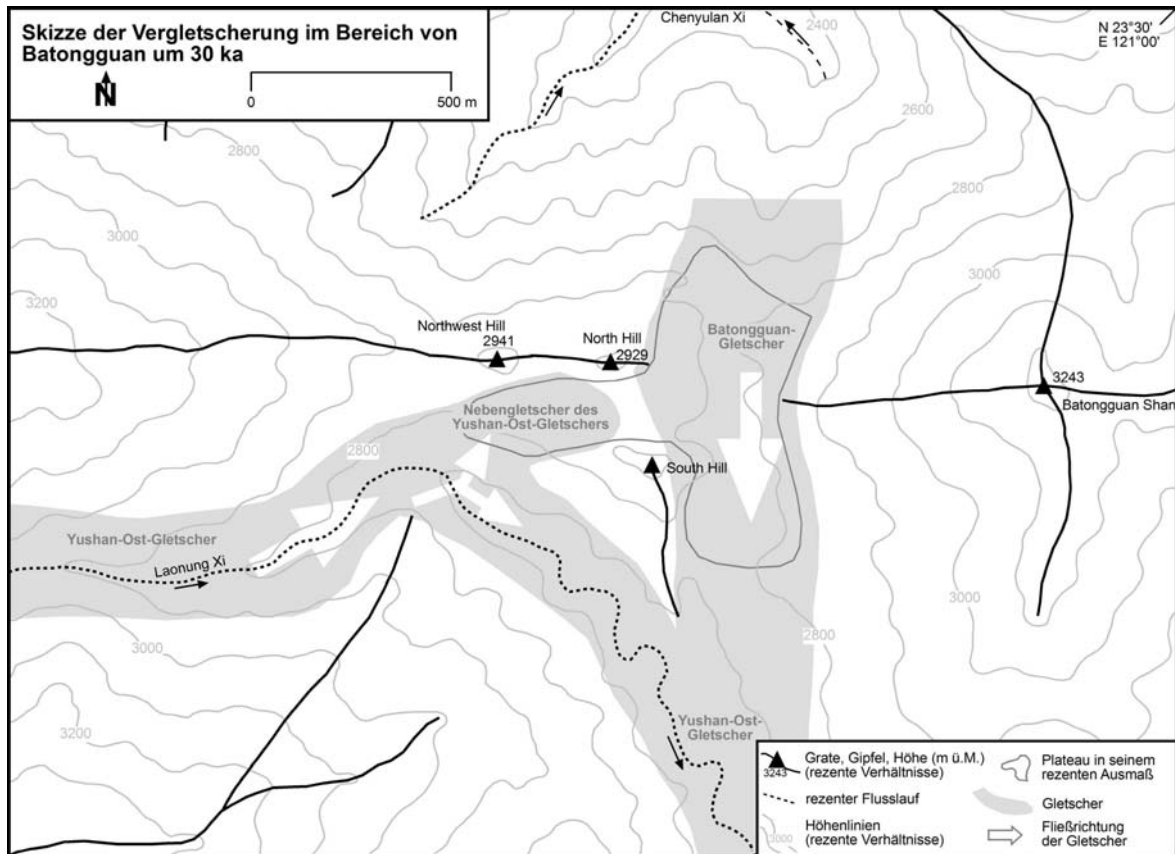 Skizze der Vergletscherung im Bereich von
Batongguan um 30 ka
N
0
500 m
Chenyulan Xi
2400
N 23°30'
E 121°00'
2600
2800
2800
3000
3000
3200
Northwest Hill
2941
North Hill
2929
Batongguan-
Gletscher
3243
Batongguan Shan
Nebengletscher des
Yushan-Ost-Gletschers
2800
South Hill
Yushan-Ost-Gletscher
Laonung Xi
3000
3000
2800
3200
Yushan-Ost-
Gletscher
3243
Grate, Gipfel, Höhe (m ü.M.)
(rezente Verhältnisse)
rezenter Flusslauf
3000
Höhenlinien
(rezente Verhältnisse)
Plateau in seinem
rezenten Ausmaß
Gletscher
Fließrichtung
der Gletscher